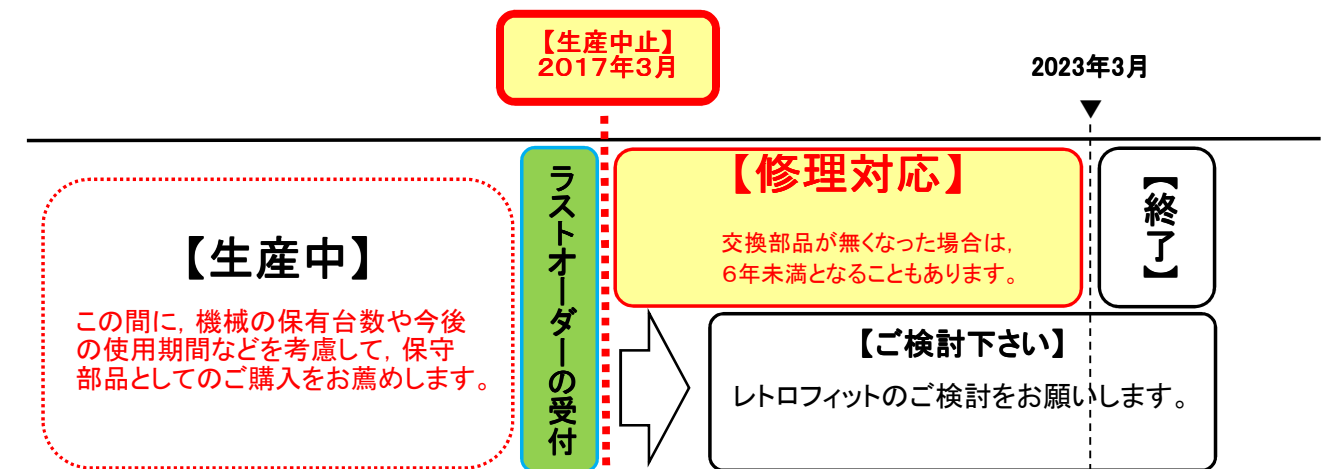 【生産中止】
２０１７年３月
2023年3月
【生産中】
この間に，機械の保有台数や今後
の使用期間などを考慮して，保守
部品としてのご購入をお薦めします。
ラストオーダーの受付
【修理対応】
交換部品が無くなった場合は，
６年未満となることもあります。
【終了】
【ご検討下さい】
レトロフィットのご検討をお願いします。